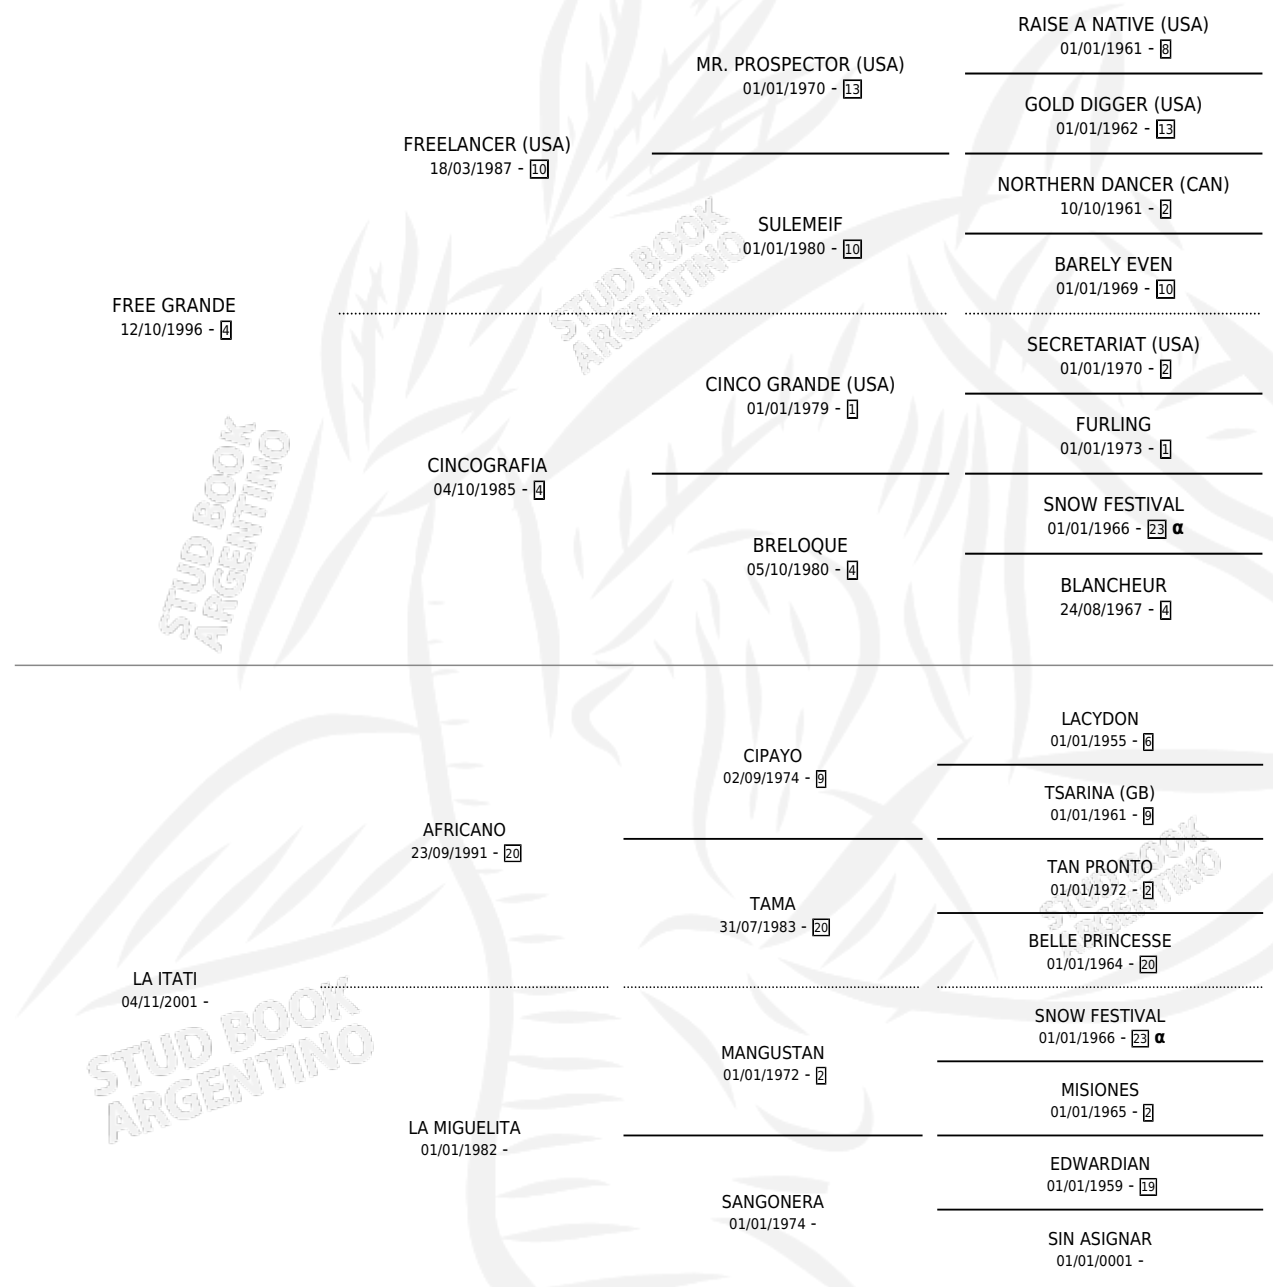 RAISE A NATIVE (USA)
01/01/1961 - 8
MR. PROSPECTOR (USA)
01/01/1970 - 13
GOLD DIGGER (USA)
01/01/1962 - 13
FREELANCER (USA)
18/03/1987 - 10
NORTHERN DANCER (CAN)
10/10/1961 - 2
SULEMEIF
01/01/1980 - 10
BARELY EVEN
01/01/1969 - 10
FREE GRANDE
12/10/1996 - 4
SECRETARIAT (USA)
01/01/1970 - 2
CINCO GRANDE (USA)
01/01/1979 - 1
FURLING
01/01/1973 - 1
CINCOGRAFIA
04/10/1985 - 4
SNOW FESTIVAL
01/01/1966 - 23 α
BRELOQUE
05/10/1980 - 4
BLANCHEUR
24/08/1967 - 4
STUD BOOK
ARGENTINO
STUD BOOK
ARGENTINO
LACYDON
01/01/1955 - 6
CIPAYO
02/09/1974 - 9
TSARINA (GB)
01/01/1961 - 9
AFRICANO
23/09/1991 - 20
TAN PRONTO
01/01/1972 - 2
TAMA
31/07/1983 - 20
BELLE PRINCESSE
01/01/1964 - 20
LA ITATI
04/11/2001 -
SNOW FESTIVAL
01/01/1966 - 23 α
MANGUSTAN
01/01/1972 - 2
MISIONES
01/01/1965 - 2
LA MIGUELITA
01/01/1982 -
EDWARDIAN
01/01/1959 - 19
SANGONERA
01/01/1974 -
SIN ASIGNAR
01/01/0001 -
STUD BOOK
ARGENTINO
STUD BOOK
ARGENTINO